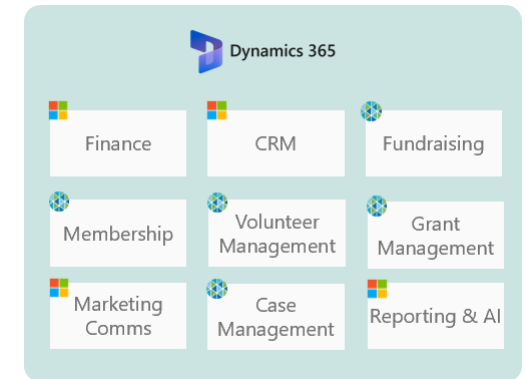 Dynamics 365
Finance
CRM
Fundraising
Membership
Volunteer
Management
Grant
Management
Marketing
Comms
Case
Management
Reporting & AI